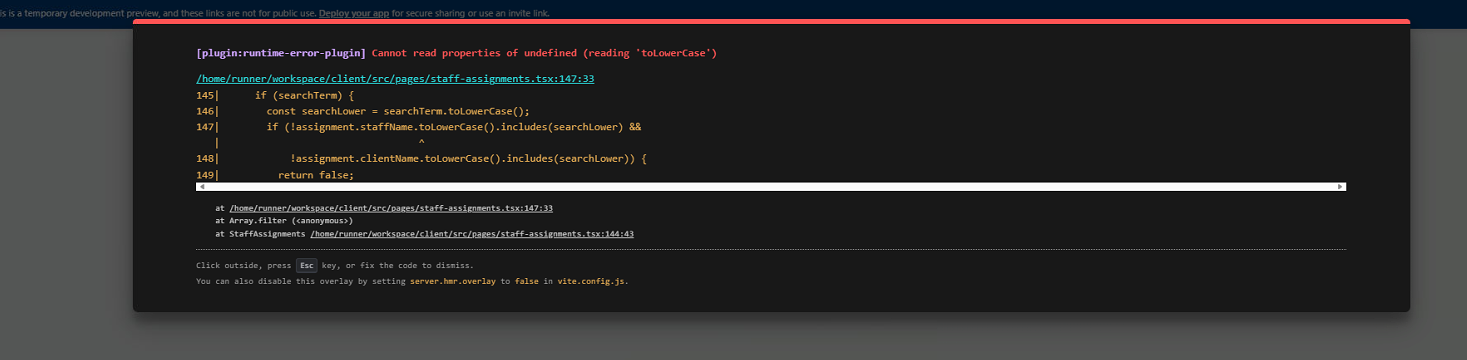 is is a temporary development preview, and these links are not for public use. Deploy your app for secure sharing or use an invite link.
[plugin:runtime-error-plugin] Cannot read properties of undefined (reading 'toLowerCase')
/home/runner/workspace/client/src/pages/staff-assignments.tsx:147:33
145|      if (searchTerm) {
146|        const searchLower = searchTerm.toLowerCase();
147|        if (!assignment.staffName.toLowerCase().includes(searchLower) &&
   |                                  ^
148|            !assignment.clientName.toLowerCase().includes(searchLower)) {
149|          return false;
at /home/runner/workspace/client/src/pages/staff-assignments.tsx:147:33
at Array.filter (<anonymous>)
at StaffAssignments /home/runner/workspace/client/src/pages/staff-assignments.tsx:144:43
Click outside, press Esc key, or fix the code to dismiss.
You can also disable this overlay by setting server.hmr.overlay to false in vite.config.js.